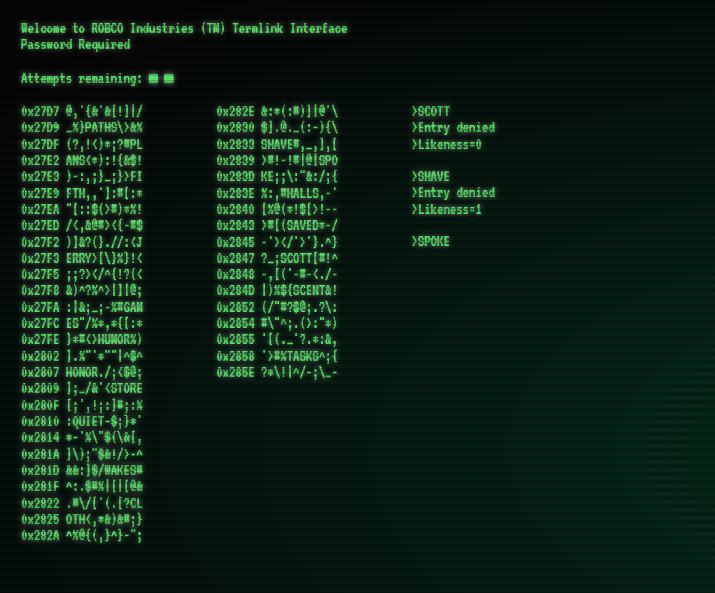 Welcome to ROBCO Industries (TM) Termlink Interface
Password Required
Attempts remaining: ■ ■
0x27D7 @,'{&'&[!]|/
0x27D9 _%}PATHS\>&%
0x27DF (?,!<)*;?#PL
0x27E2 ANS<*):!{&$!
0x27E3 )-:,;}_;}>FI
0x27E9 FTH,,']:#[:*
0x27EA "[::$(>#)*%!
0x27ED /<,&@#><{-#$
0x27F2 )]&?(}.//:<J
0x27F3 ERRY>[\}%}!<
0x27F5 ;;?></^{!?(<
0x27F8 &)^?%^>|]|@;
0x27FA :|&;_;-%#GAM
0x27FC ES"/%*,*{[:*
0x27FE }*#<>HUMOR%)
0x2802 ].%"'*""|^$^
0x2807 HONOR./;<$@;
0x2809 ];_/&'<STORE
0x280F [;',!;:]#;:%
0x2810 :QUIET-$;}*'
0x2814 *-'%\"$(\&[,
0x281A ]\);"$&!/>-^
0x281D &&:]$/WAKES#
0x281F ^:.$#%|[|[@&
0x2822 .#\/['(.[?CL
0x2825 OTH<,*&)&#;}
0x282A ^%@{(,}^}-";
0x282E &:*(:#)]|@'\
0x2830 $].@._(:-){\
0x2833 SHAVE#,_,],[
0x2839 >#!-!#|@|SPO
0x283D KE;;\:"&:/;{
0x283E %:,#HALLS,-'
0x2840 [%@(*!$[>!--
0x2843 >#[(SAVED*-/
0x2845 -'></'>'}.^}
0x2847 ?_;SCOTT[#!^
0x2848 -,[('-#-<./-
0x284D |)%${SCENT&!
0x2852 (/"#?$@;.?\:
0x2854 #\"^;.(>:"*)
0x2855 '[(._'?.*:&,
0x2858 '>#%TASKS^;{
0x285E ?*\!|^/-;\_-
>SCOTT
>Entry denied
>Likeness=0
>SHAVE
>Entry denied
>Likeness=1
>SPOKE